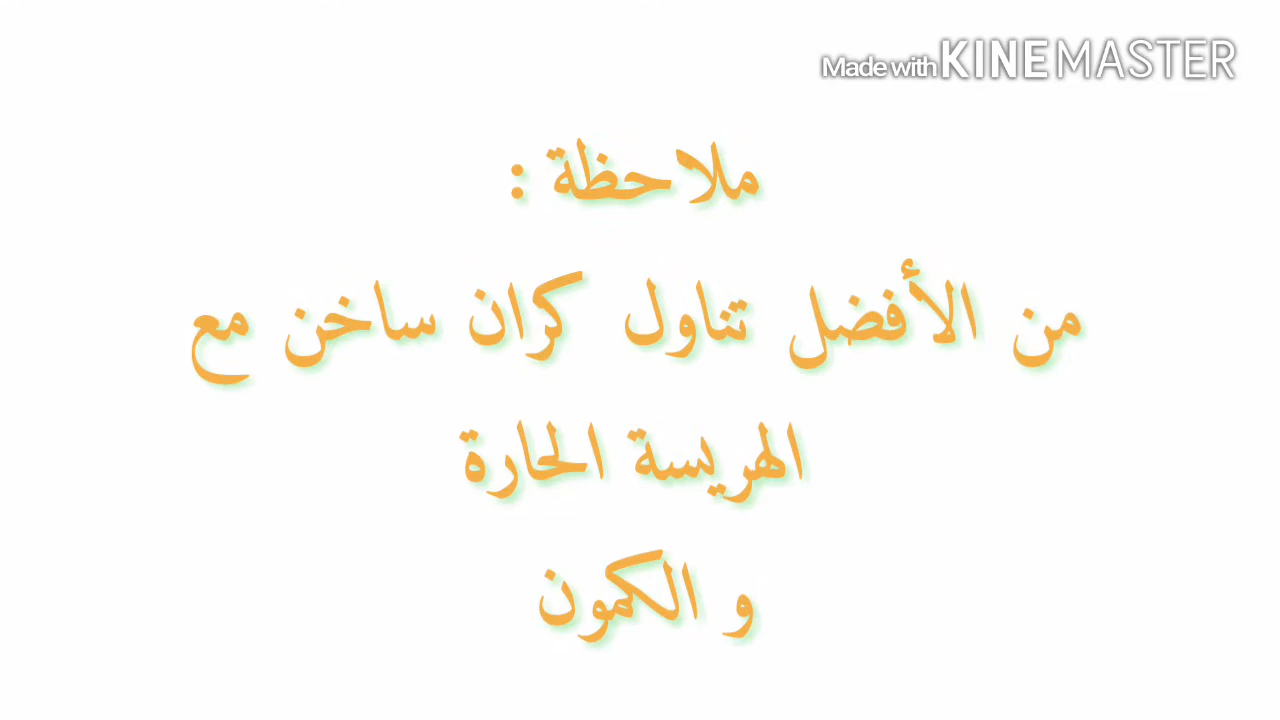 Made with KINEMASTER
ملاحظة :
من الأفضل تناول كران ساخن مع
الهريسة الحارة
و الكمون